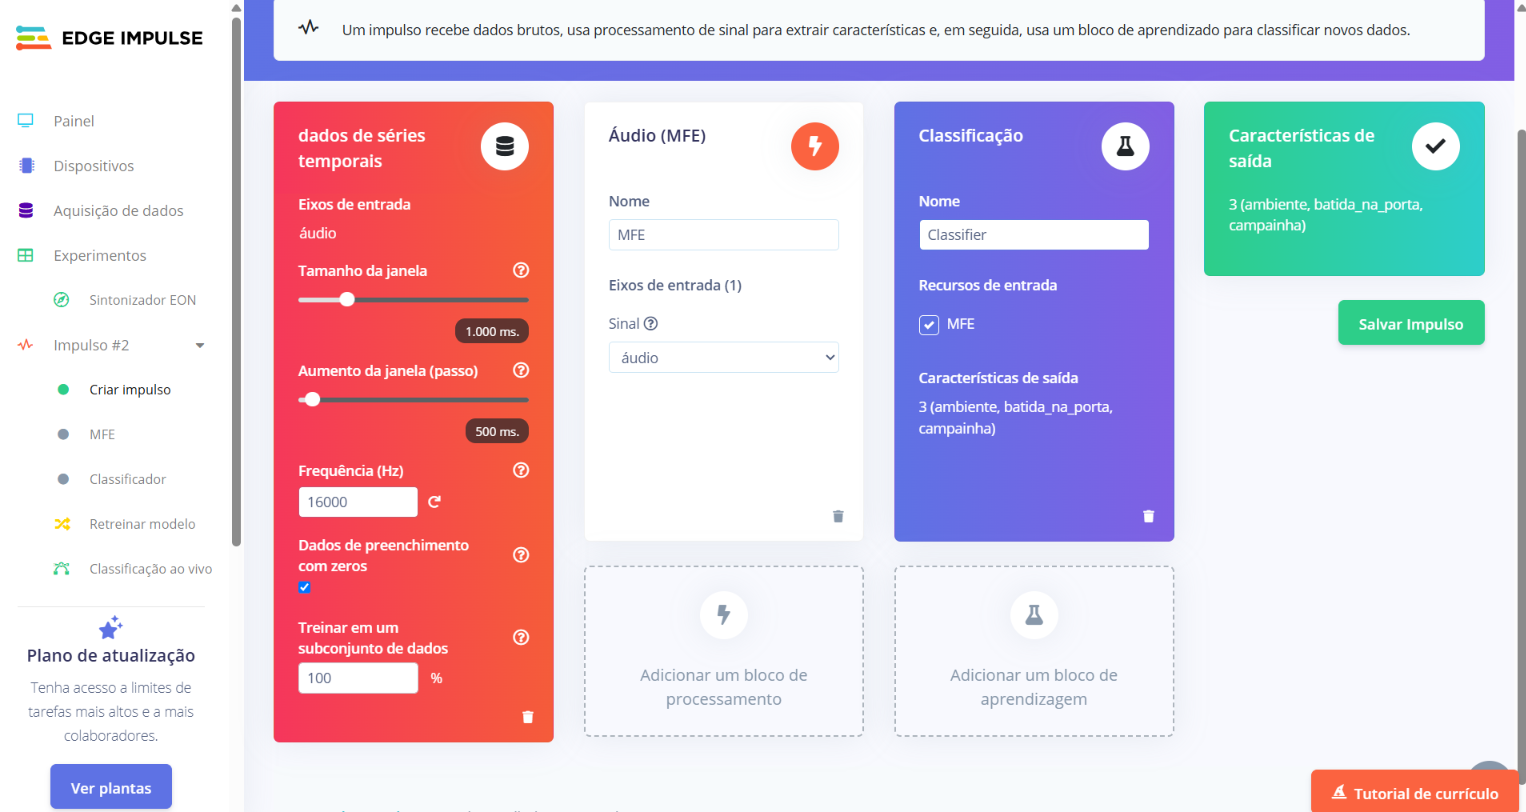 EDGE IMPULSE
Painel
Dispositivos
Aquisição de dados
Experimentos
Sintonizador EON
Impulso #2
Criar impulso
MFE
Classificador
Retreinar modelo
Classificação ao vivo
Plano de atualização
Tenha acesso a limites de
tarefas mais altos e a mais
colaboradores.
Ver plantas
Um impulso recebe dados brutos, usa processamento de sinal para extrair características e, em seguida, usa um bloco de aprendizado para classificar novos dados.
dados de séries
temporais
Eixos de entrada
áudio
Tamanho da janela
1.000 ms.
Aumento da janela (passo)
500 ms.
Frequência (Hz)
16000
Dados de preenchimento
com zeros
Treinar em um
subconjunto de dados
100 %
Áudio (MFE)
Nome
MFE
Eixos de entrada (1)
Sinal
áudio
Adicionar um bloco de
processamento
Classificação
Nome
Classifier
Recursos de entrada
MFE
Características de saída
3 (ambiente, batida_na_porta,
campainha)
Adicionar um bloco de
aprendizagem
Características de
saída
3 (ambiente, batida_na_porta,
campainha)
Salvar Impulso
Tutorial de currículo